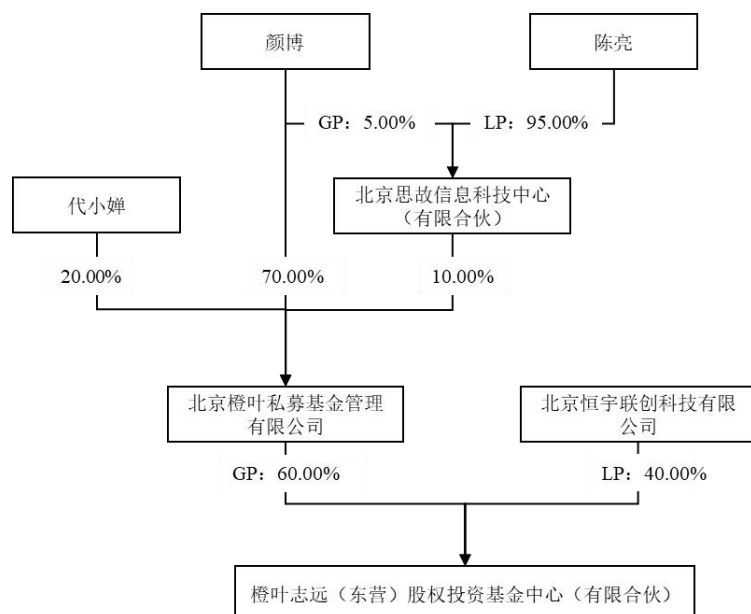 颜博
陈亮
GP：5.00%
LP：95.00%
代小婵
北京思故信息科技中心
（有限合伙）
20.00%
70.00%
10.00%
北京橙叶私募基金管理
有限公司
北京恒宇联创科技有限
公司
GP：60.00%
LP：40.00%
橙叶志远（东营）股权投资基金中心（有限合伙）